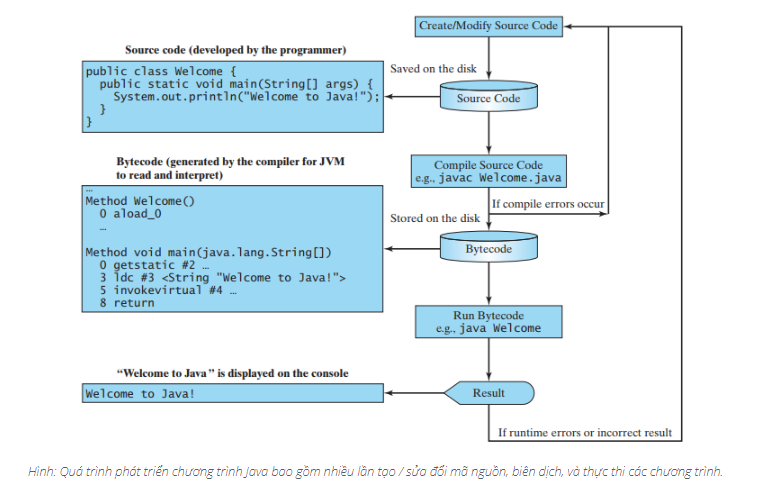 Create/Modify Source Code
Source code (developed by the programmer)
public class Welcome {
public static void main(String[] args) {
System.out.println("Welcome to Java!");
}
}
Saved on the disk
Source Code
Compile Source Code
e.g., javac Welcome.java
If compile errors occur
Bytecode (generated by the compiler for JVM
to read and interpret)
…
Method Welcome()
0 aload_0
…
Method void main(java.lang.String[])
0 getstatic #2 …
3 ldc #3 <String "Welcome to Java!">
5 invokevirtual #4 …
8 return
Stored on the disk
Bytecode
Run Bytecode
e.g., java Welcome
“Welcome to Java” is displayed on the console
Welcome to Java!
Result
If runtime errors or incorrect result
Hình: Quá trình phát triển chương trình Java bao gồm nhiều lần tạo / sửa đổi mã nguồn, biên dịch, và thực thi các chương trình.